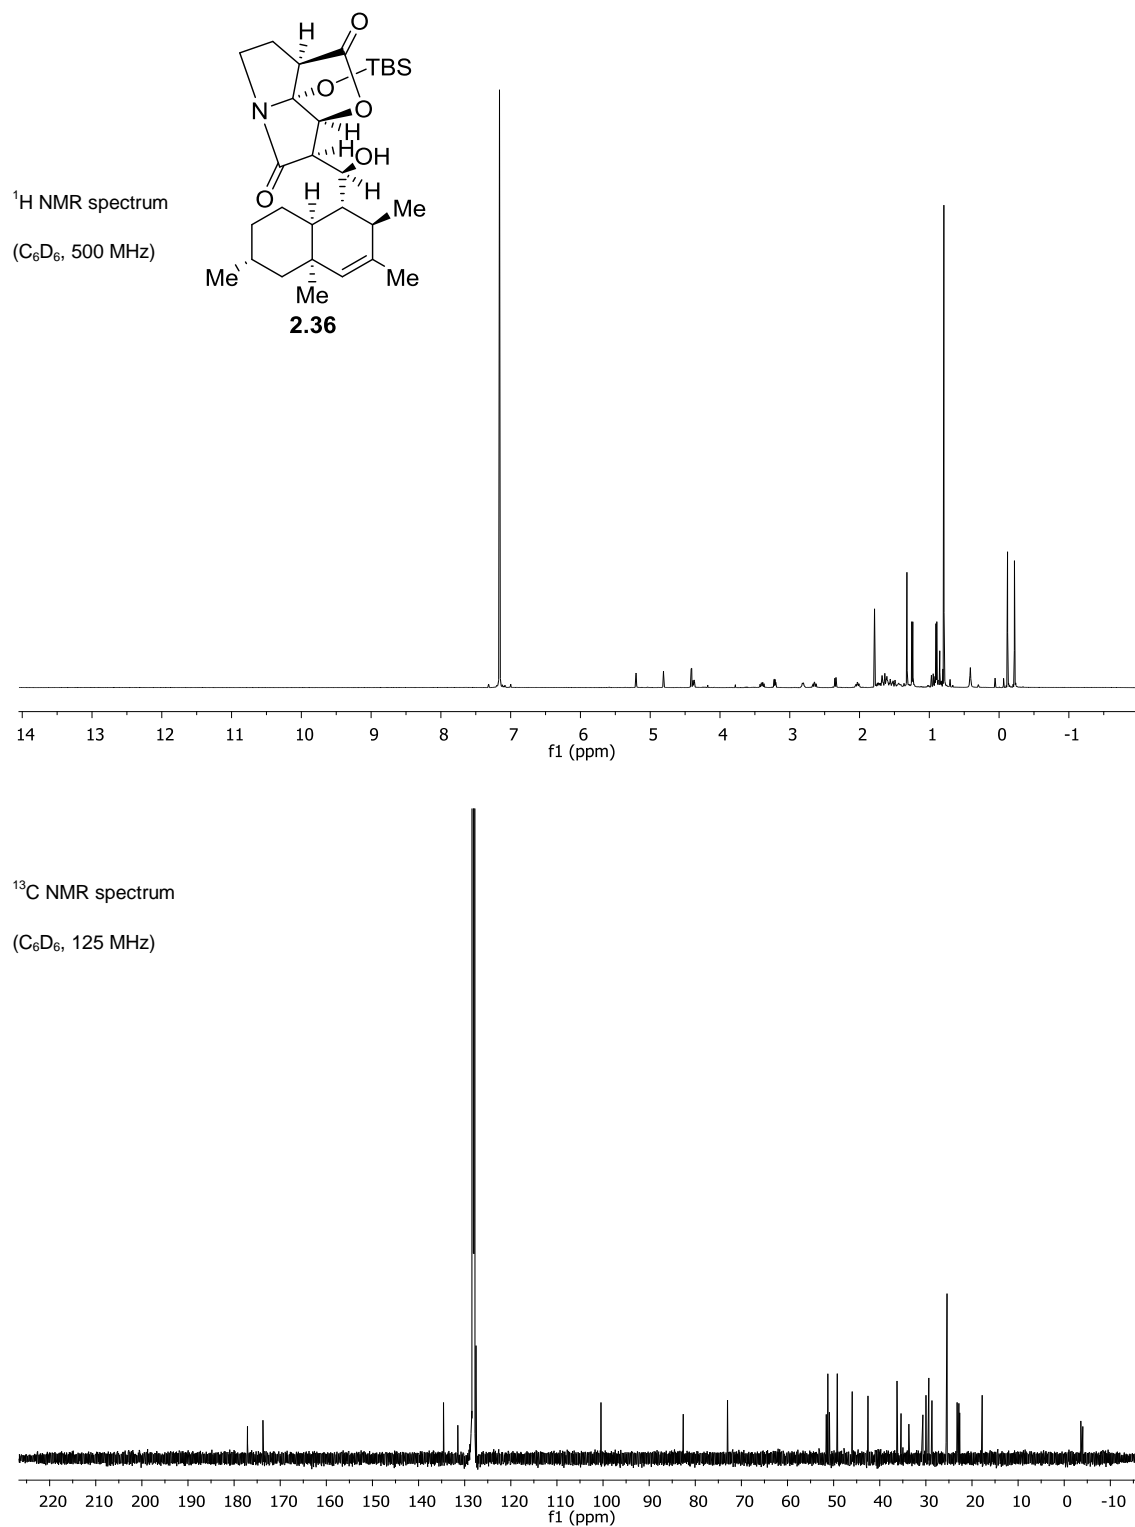 H
O
O
TBS
N
O
H
H
OH
O
H
H
Me
Me
Me
Me
2.36
¹H NMR spectrum
(C₆D₆, 500 MHz)
14 13 12 11 10 9 8 7 6 5 4 3 2 1 0 -1
f1 (ppm)
¹³C NMR spectrum
(C₆D₆, 125 MHz)
220 210 200 190 180 170 160 150 140 130 120 110 100 90 80 70 60 50 40 30 20 10 0 -10
f1 (ppm)